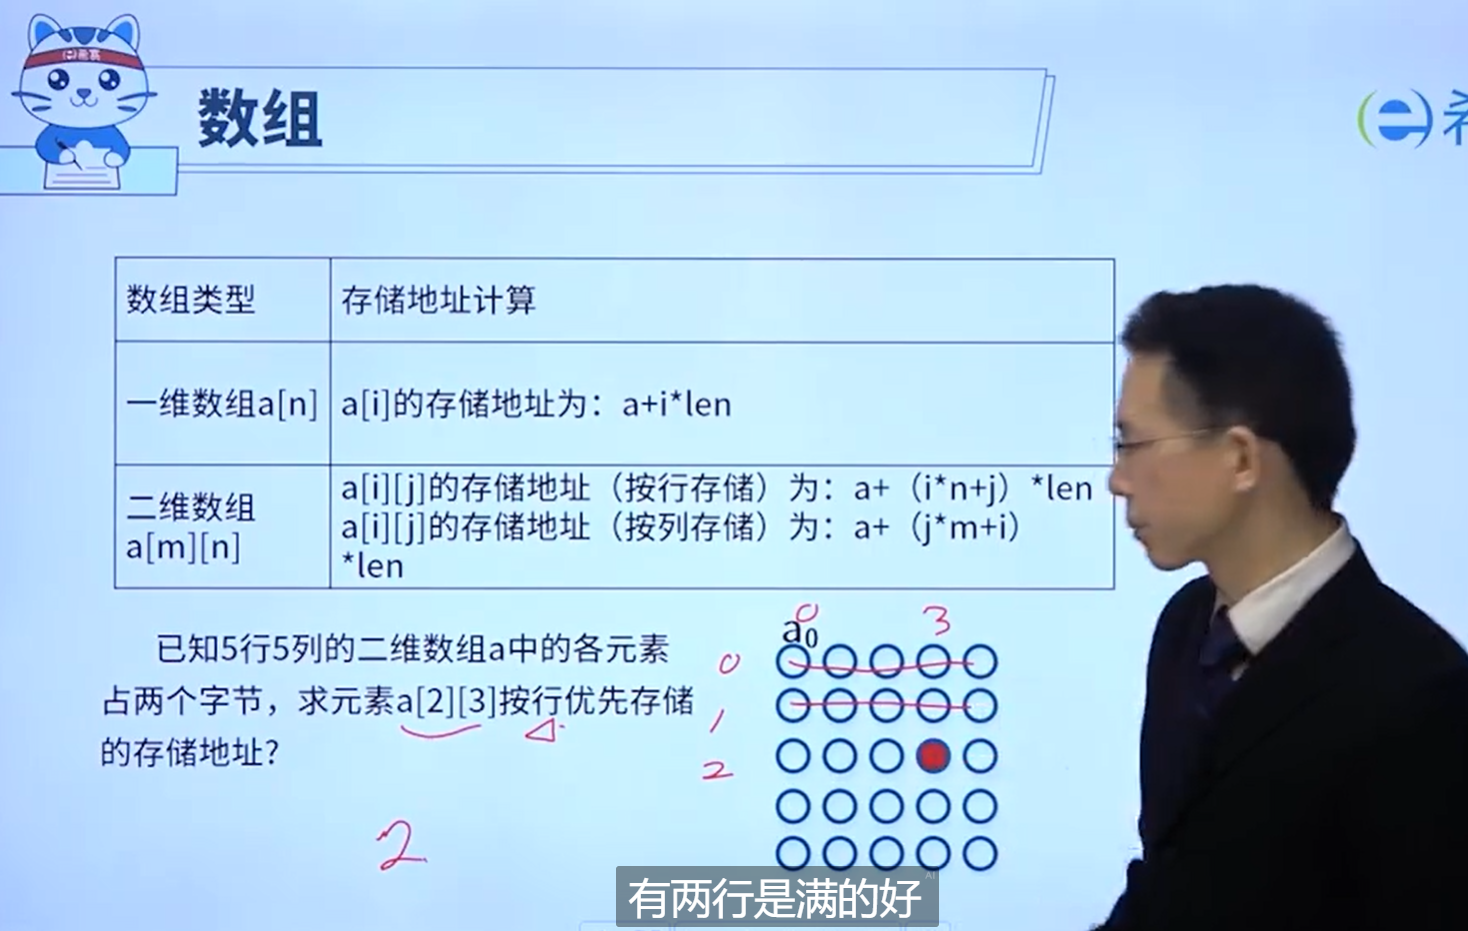 希赛
数组
数组类型
存储地址计算
一维数组a[n]
a[i]的存储地址为：a+i*len
二维数组
a[m][n]
a[i][j]的存储地址（按行存储）为：a+（i*n+j）*len
a[i][j]的存储地址（按列存储）为：a+（j*m+i）
*len
已知5行5列的二维数组a中的各元素
占两个字节，求元素a[2][3]按行优先存储
的存储地址?
0
3
a0
0
1
2
2
AI
有两行是满的好